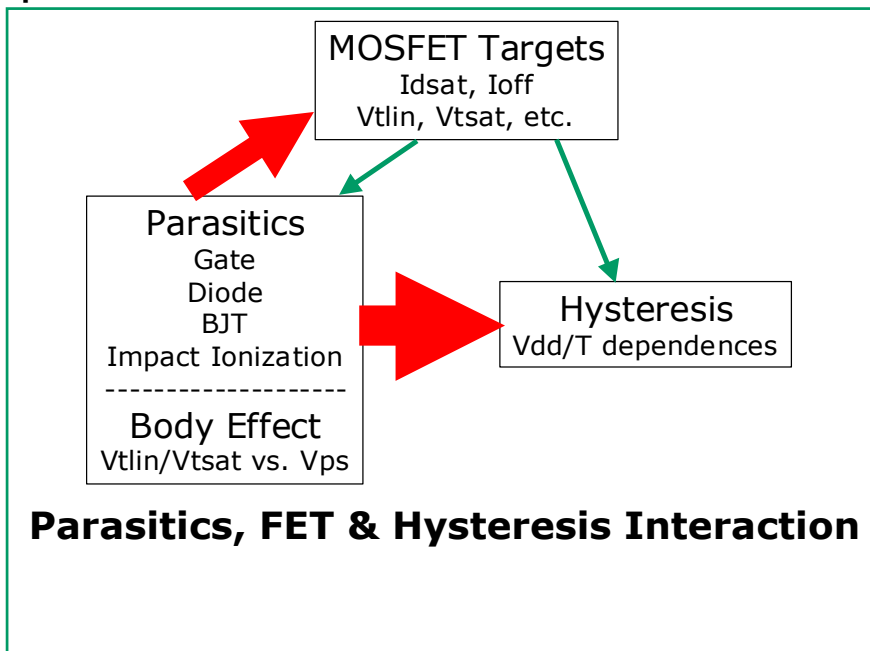 MOSFET Targets
Idsat, Ioff
Vtlin, Vtsat, etc.
Parasitics
Gate
Diode
BJT
Impact Ionization
--------------------
Body Effect
Vtlin/Vtsat vs. Vps
Hysteresis
Vdd/T dependences
Parasitics, FET & Hysteresis Interaction